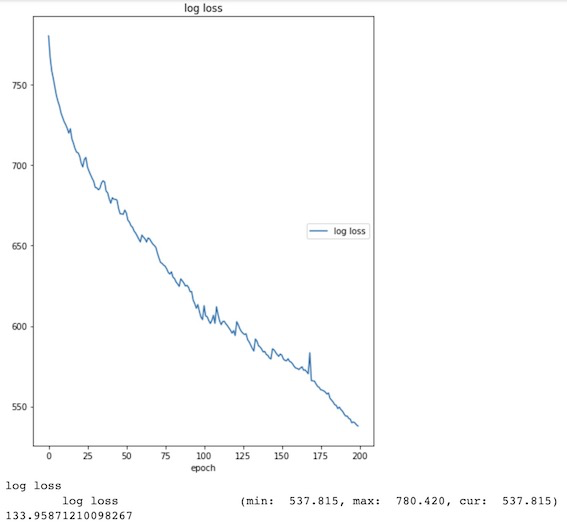 log loss
750
700
650
600
550
log loss
0 25 50 75 100 125 150 175 200
epoch
log loss
log loss (min: 537.815, max: 780.420, cur: 537.815)
133.95871210098267